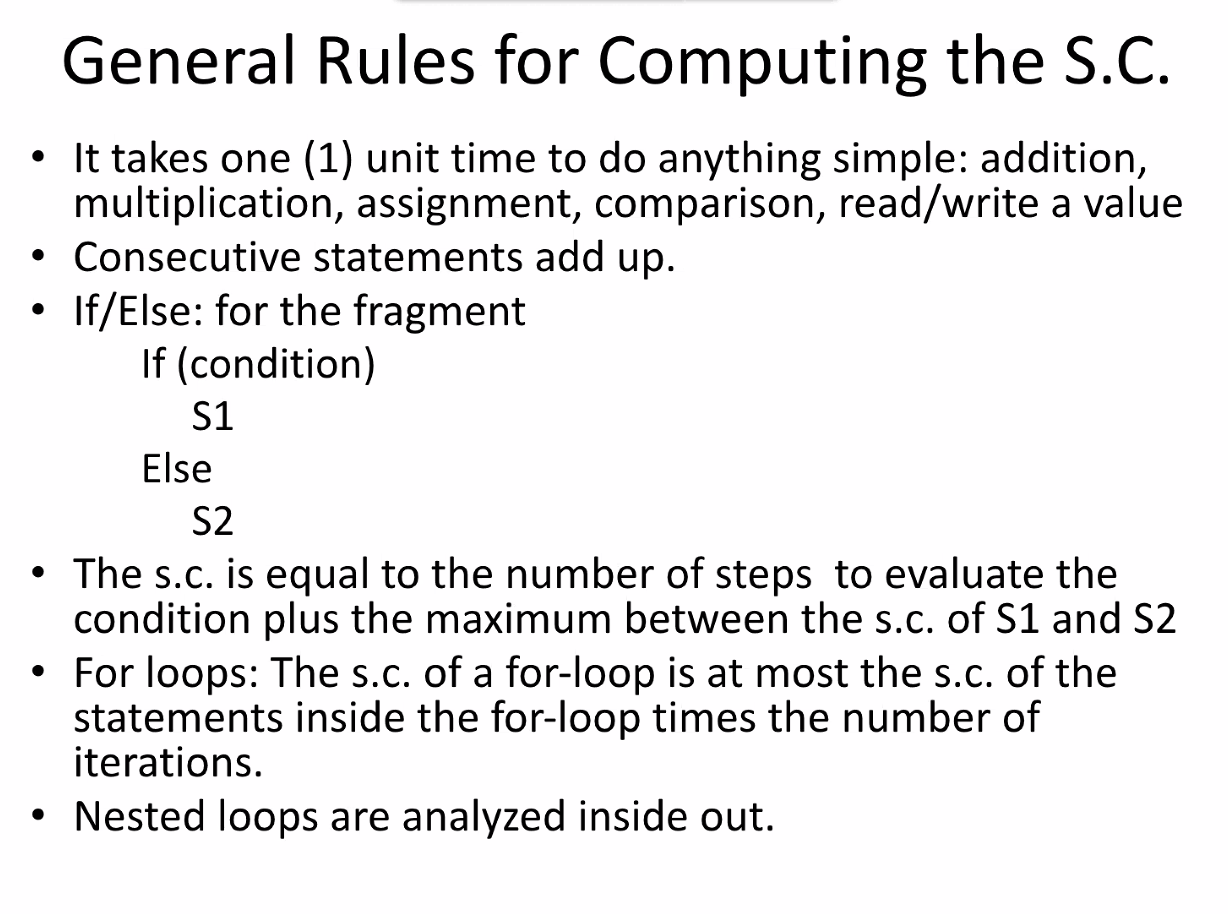 General Rules for Computing the S.C.
• It takes one (1) unit time to do anything simple: addition,
multiplication, assignment, comparison, read/write a value
• Consecutive statements add up.
• If/Else: for the fragment
If (condition)
S1
Else
S2
• The s.c. is equal to the number of steps  to evaluate the
condition plus the maximum between the s.c. of S1 and S2
• For loops: The s.c. of a for-loop is at most the s.c. of the
statements inside the for-loop times the number of
iterations.
• Nested loops are analyzed inside out.